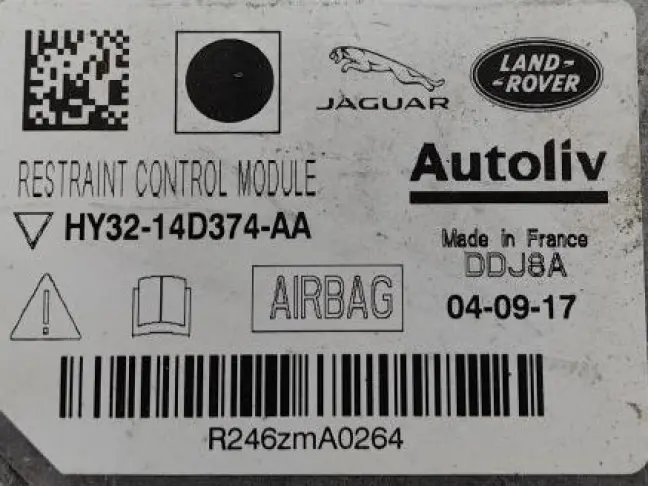 JAGUAR
LAND-
-ROVER
RESTRAINT CONTROL MODULE
Autoliv
HY32-14D374-AA
Made in France
DDJ8A
AIRBAG
04-09-17
R246zmA0264